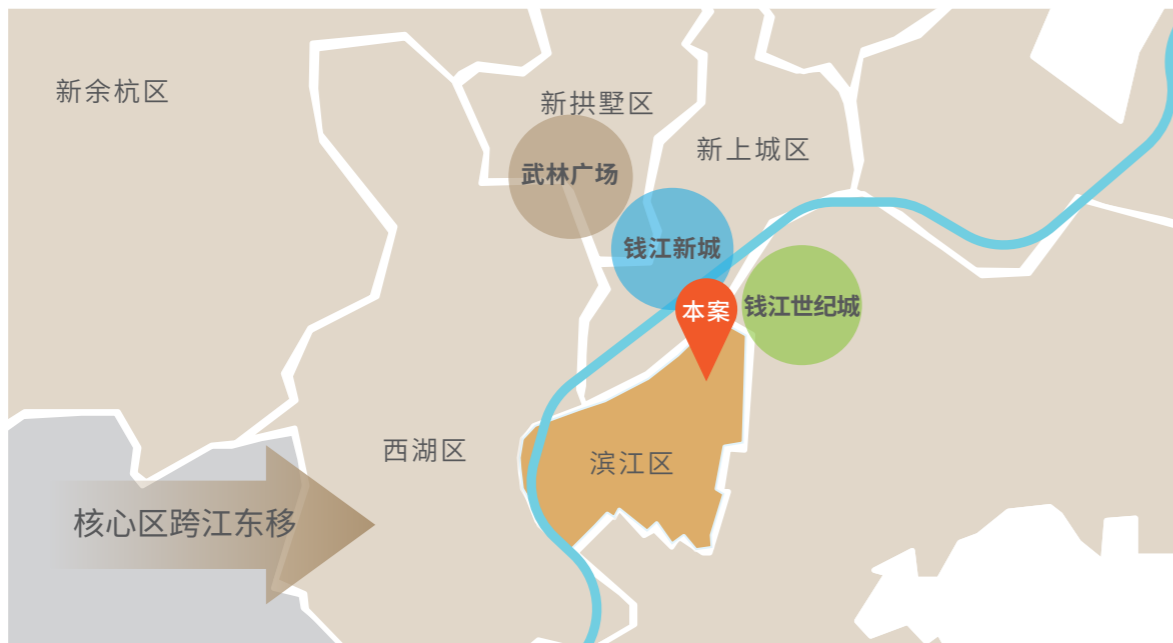 新余杭区
新拱墅区
新上城区
武林广场
钱江新城
钱江世纪城
本案
西湖区
滨江区
核心区跨江东移